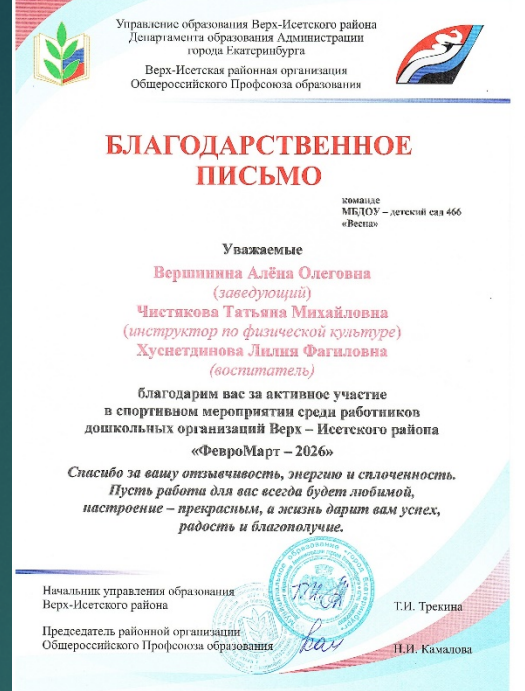 Управление образования Верх-Исетского района
Департамента образования Администрации
города Екатеринбурга
Верх-Исетская районная организация
Общероссийского Профсоюза образования
БЛАГОДАРСТВЕННОЕ
ПИСЬМО
команде
МБДОУ – детский сад 466
«Весна»
Уважаемые
Вершинина Алёна Олеговна
(заведующий)
Чистякова Татьяна Михайловна
(инструктор по физической культуре)
Хуснетдинова Лилия Фагиловна
(воспитатель)
благодарим вас за активное участие
в спортивном мероприятии среди работников
дошкольных организаций Верх – Исетского района
«ФевроМарт – 2026»
Спасибо за вашу отзывчивость, энергию и сплоченность.
Пусть работа для вас всегда будет любимой,
настроение – прекрасным, а жизнь дарит вам успех,
радость и благополучие.
Начальник управления образования
Верх-Исетского района
Т.И. Трекина
Председатель районной организации
Общероссийского Профсоюза образования
Н.И. Камалова